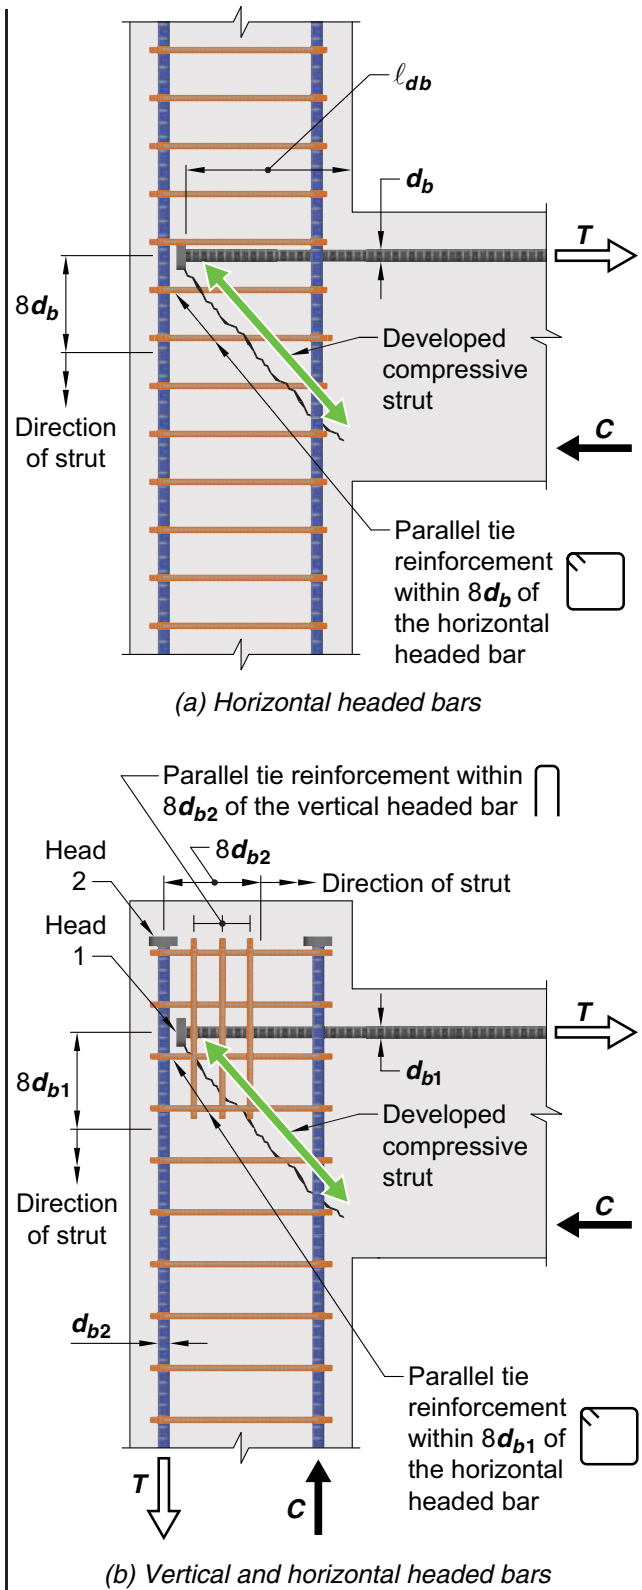 ℓdb
db
T
8db
Developed
compressive
strut
Direction
of strut
C
Parallel tie
reinforcement
within 8db of
the horizontal
headed bar
(a) Horizontal headed bars
Parallel tie reinforcement within
8db2 of the vertical headed bar
Head
2
8db2
Direction of strut
Head
1
T
8db1
db1
Developed
compressive
strut
Direction
of strut
C
db2
Parallel tie
reinforcement
within 8db1 of
the horizontal
headed bar
T
C
(b) Vertical and horizontal headed bars